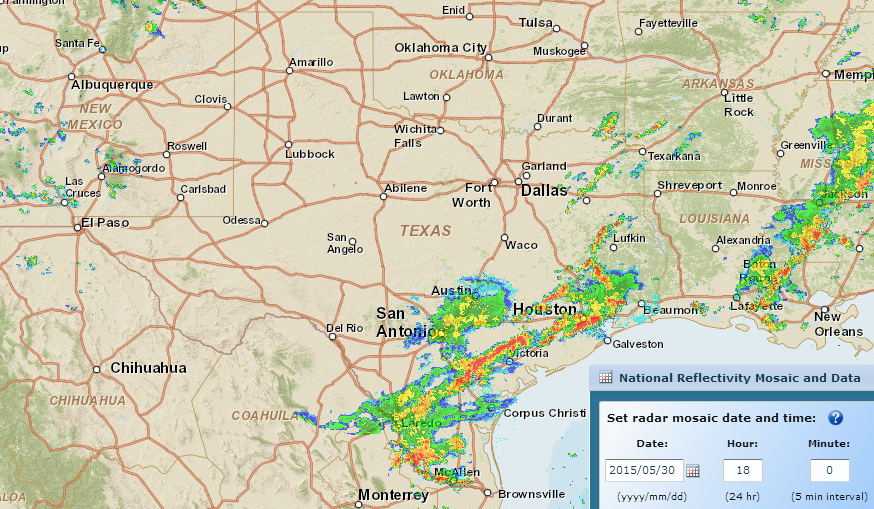 armington
Enid
Tulsa
Fayetteville
Santa Fe
Oklahoma City
Muskogee
up
Amarillo
OKLAHOMA
Memp
Albuquerque
ARKANSAS
Clovis
Lawton
Little
Rock
NEW
MEXICO
Durant
Wichita
Falls
Roswell
Lubbock
Greenville
Texarkana
MISS
Alamogordo
Garland
Las
Cruces
Carlsbad
Abilene
Fort
Worth
Dallas
Shreveport
Monroe
Jackson
El Paso
Odessa
TEXAS
LOUISIANA
San
Angelo
Waco
Lufkin
Alexandria
Baton
Rouge
Austin
San
Antonio
Houston
Beaumont
Lafayette
New
Orleans
Del Rio
Victoria
Galveston
Chihuahua
National Reflectivity Mosaic and Data
CHIHUAHUA
COAHUILA
Laredo
Corpus Christi
Set radar mosaic date and time: ?
Date: Hour: Minute:
2015/05/30 18 0
(yyyy/mm/dd) (24 hr) (5 min interval)
McAllen
Monterrey
Brownsville
ALOA